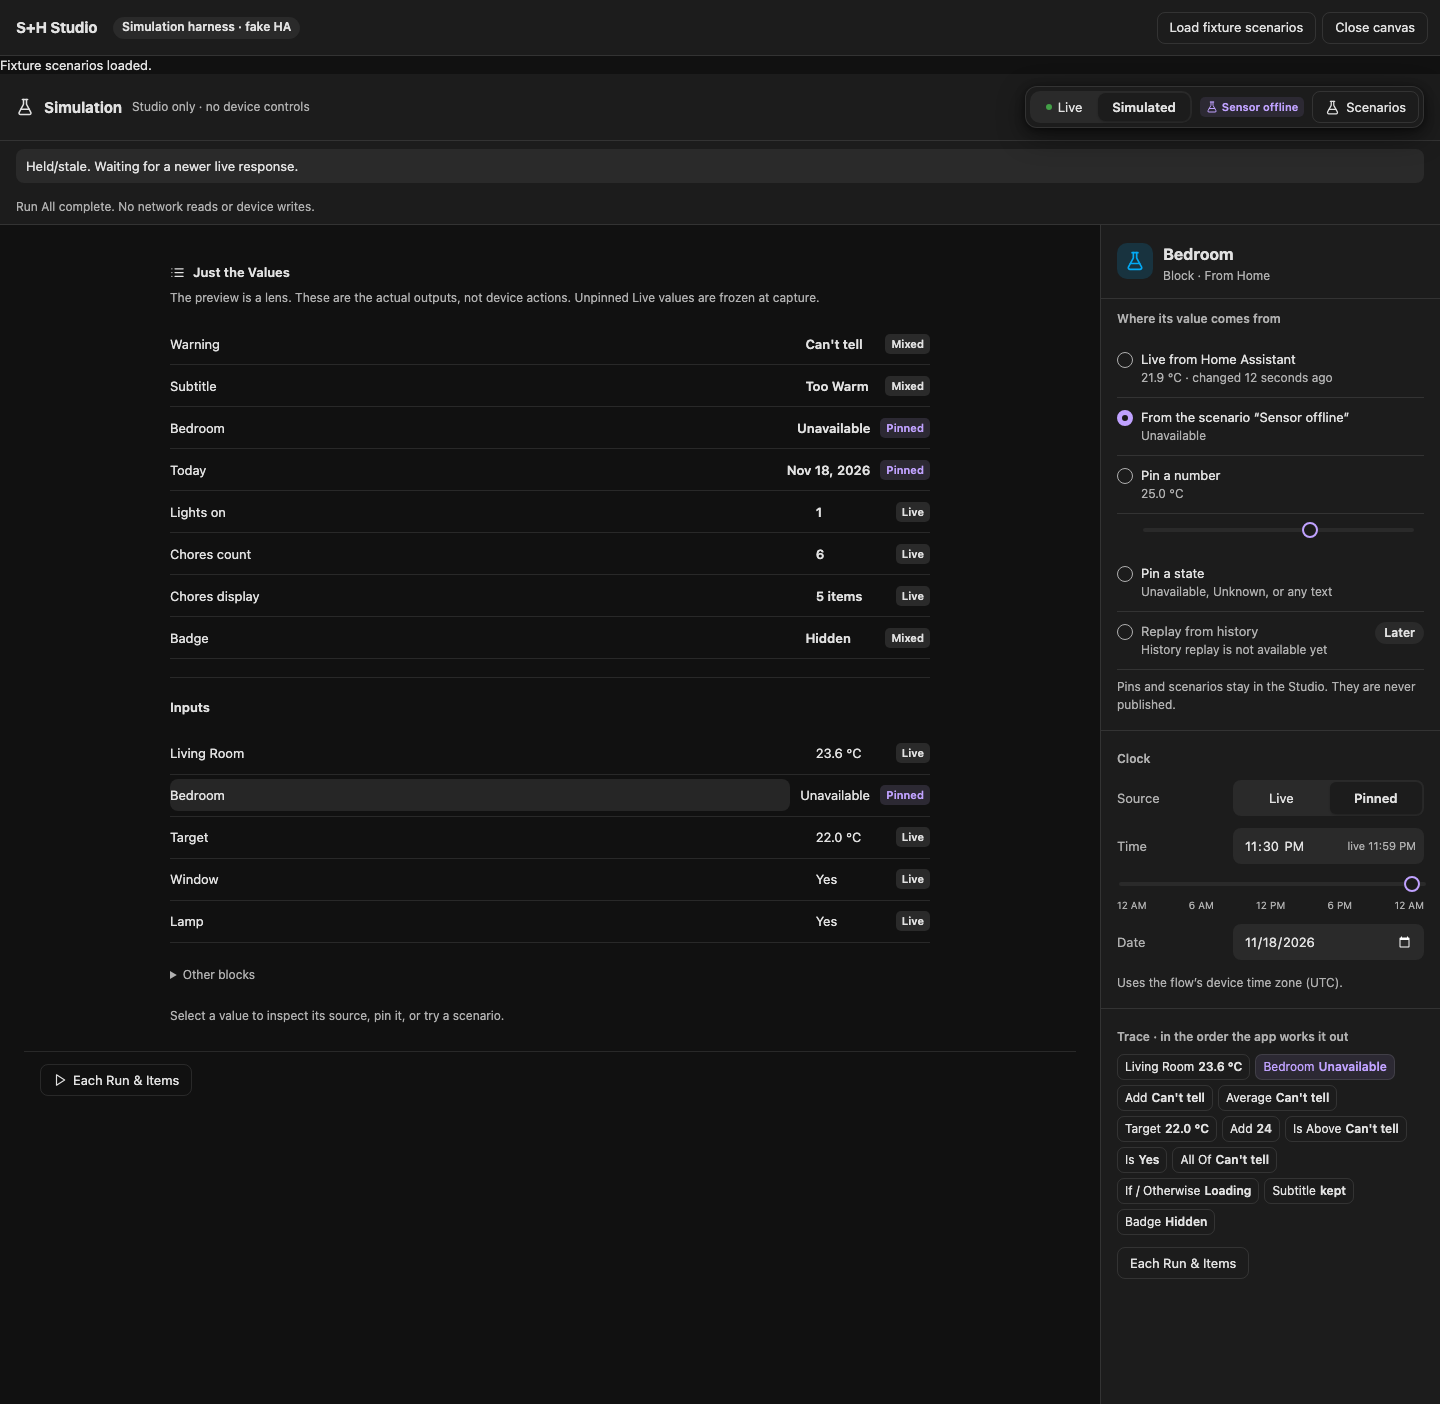 S+H Studio
Simulation harness · fake HA
Load fixture scenarios
Close canvas
Fixture scenarios loaded.
Simulation
Studio only · no device controls
Live
Simulated
Sensor offline
Scenarios
Held/stale. Waiting for a newer live response.
Run All complete. No network reads or device writes.
Just the Values
The preview is a lens. These are the actual outputs, not device actions. Unpinned Live values are frozen at capture.
Warning Can't tell Mixed
Subtitle Too Warm Mixed
Bedroom Unavailable Pinned
Today Nov 18, 2026 Pinned
Lights on 1 Live
Chores count 6 Live
Chores display 5 items Live
Badge Hidden Mixed
Inputs
Living Room 23.6 °C Live
Bedroom Unavailable Pinned
Target 22.0 °C Live
Window Yes Live
Lamp Yes Live
Other blocks
Select a value to inspect its source, pin it, or try a scenario.
Each Run & Items
Bedroom
Block · From Home
Where its value comes from
Live from Home Assistant
21.9 °C · changed 12 seconds ago
From the scenario "Sensor offline"
Unavailable
Pin a number
25.0 °C
Pin a state
Unavailable, Unknown, or any text
Replay from history
Later
History replay is not available yet
Pins and scenarios stay in the Studio. They are never
published.
Clock
Source Live Pinned
Time 11:30 PM live 11:59 PM
12 AM 6 AM 12 PM 6 PM 12 AM
Date 11/18/2026
Uses the flow's device time zone (UTC).
Trace · in the order the app works it out
Living Room 23.6 °C Bedroom Unavailable
Add Can't tell Average Can't tell
Target 22.0 °C Add 24 Is Above Can't tell
Is Yes All Of Can't tell
If / Otherwise Loading Subtitle kept
Badge Hidden
Each Run & Items